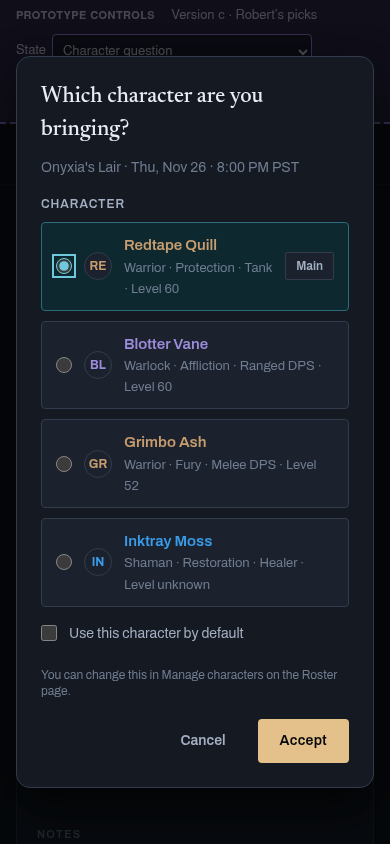 PROTOTYPE CONTROLS Version c · Robert's picks
State Character question
Which character are you
bringing?
Onyxia's Lair · Thu, Nov 26 · 8:00 PM PST
CHARACTER
RE
Redtape Quill
Warrior · Protection · Tank
· Level 60
Main
BL
Blotter Vane
Warlock · Affliction · Ranged DPS ·
Level 60
GR
Grimbo Ash
Warrior · Fury · Melee DPS · Level
52
IN
Inktray Moss
Shaman · Restoration · Healer ·
Level unknown
Use this character by default
You can change this in Manage characters on the Roster
page.
Cancel Accept
NOTES